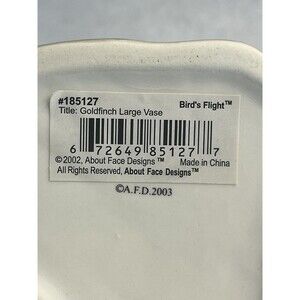 #185127 Bird's Flight™
Title: Goldfinch Large Vase
6 72649 85127 7
©2002, About Face Designs™ Made in China
All Rights Reserved, About Face Designs™
©A.F.D.2003